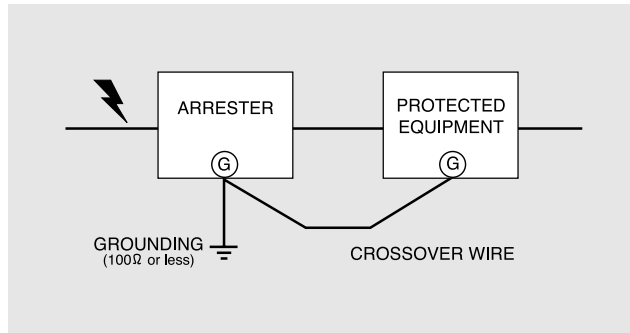 ARRESTER
PROTECTED
EQUIPMENT
G
G
GROUNDING
(100Ω or less)
CROSSOVER WIRE